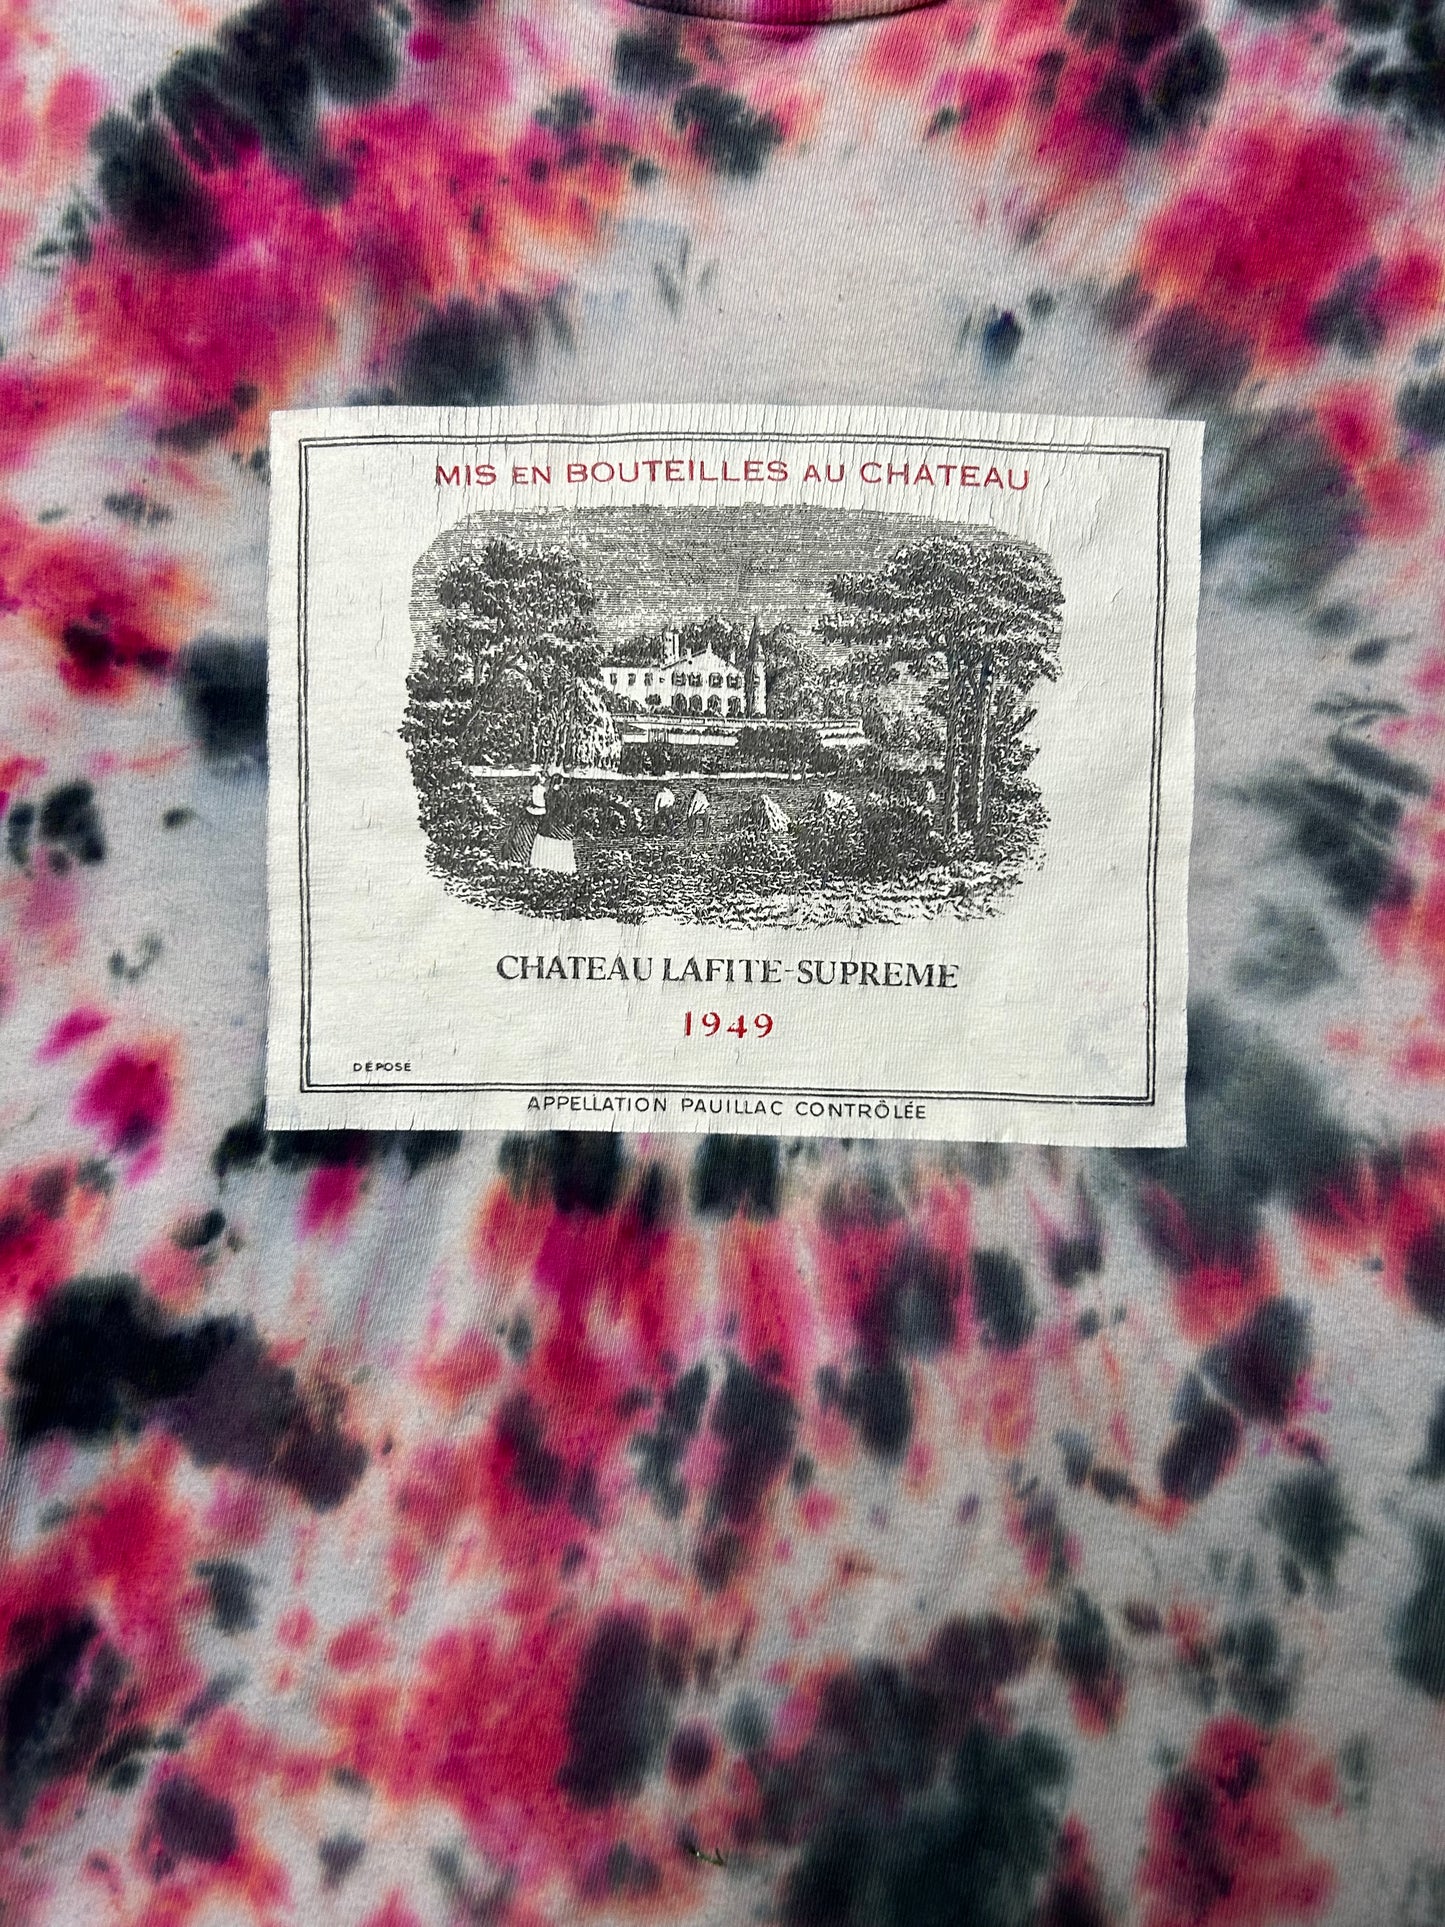 MIS EN BOUTEILLES AU CHATEAU
CHATEAU LAFITE-SUPREME
1949
DÉPOSÉ
APPELLATION PAUILLAC CONTRÔLÉE